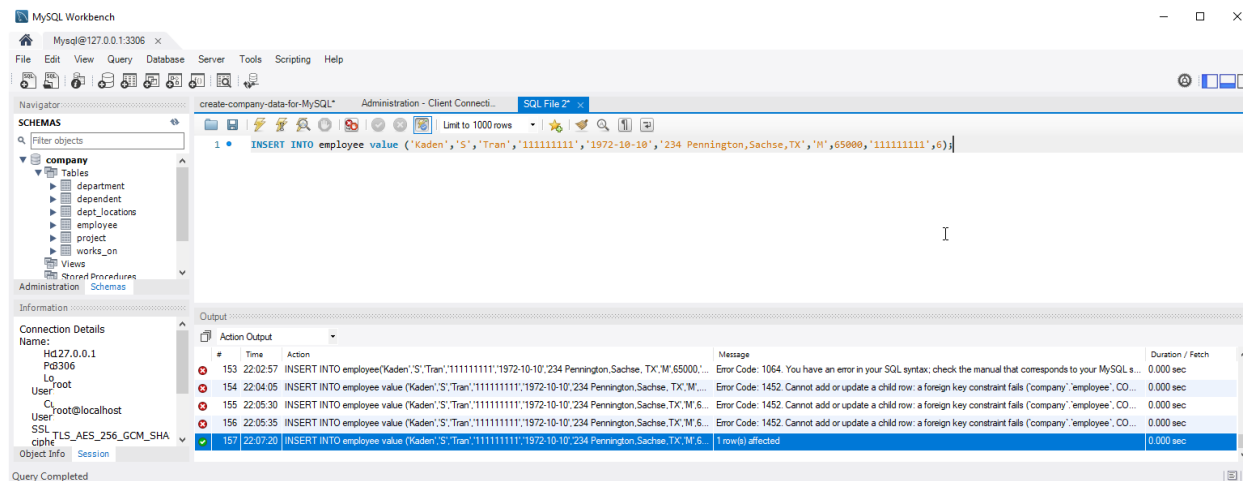 MySQL Workbench
Mysql@127.0.0.1:3306 ×
File Edit View Query Database Server Tools Scripting Help
Navigator
SCHEMAS
Filter objects
company
Tables
department
dependent
dept_locations
employee
project
works_on
Views
Stored Procedures
Administration Schemas
Information
Connection Details
Name:
Hd127.0.0.1
Pd3306
Lo
root
User
Cu
root@localhost
User
SSL
TLS_AES_256_GCM_SHA
ciphe
Object Info Session
create-company-data-for-MySQL* Administration - Client Connecti... SQL File 2* ×
Limit to 1000 rows
1 INSERT INTO employee value ('Kaden','S','Tran','111111111','1972-10-10','234 Pennington,Sachse,TX','M',65000,'111111111',6);
Output
Action Output
# Time Action Message Duration / Fetch
153 22:02:57 INSERT INTO employee('Kaden','S','Tran','111111111','1972-10-10','234 Pennington,Sachse, TX','M',65000,'... Error Code: 1064. You have an error in your SQL syntax; check the manual that corresponds to your MySQL s... 0.000 sec
154 22:04:05 INSERT INTO employee value ('Kaden','S','Tran','111111111','1972-10-10','234 Pennington,Sachse, TX','M',... Error Code: 1452. Cannot add or update a child row: a foreign key constraint fails (`company`.`employee`, CO... 0.000 sec
155 22:05:30 INSERT INTO employee value ('Kaden','S','Tran','111111111','1972-10-10','234 Pennington,Sachse,TX','M',6... Error Code: 1452. Cannot add or update a child row: a foreign key constraint fails (`company`.`employee`, CO... 0.000 sec
156 22:05:35 INSERT INTO employee value ('Kaden','S','Tran','111111111','1972-10-10','234 Pennington,Sachse,TX','M',6... Error Code: 1452. Cannot add or update a child row: a foreign key constraint fails (`company`.`employee`, CO... 0.000 sec
157 22:07:20 INSERT INTO employee value ('Kaden','S','Tran','111111111','1972-10-10','234 Pennington,Sachse,TX','M',6... 1 row(s) affected 0.000 sec
Query Completed